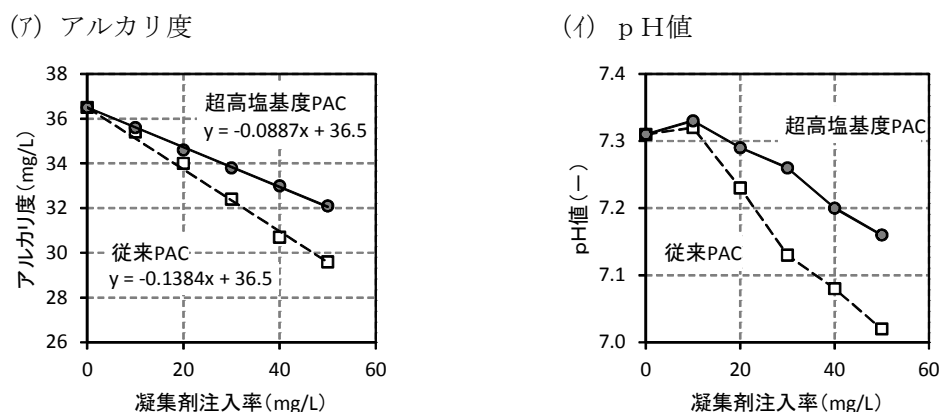 (ア) アルカリ度
38
36
34
32
30
28
26
アルカリ度(mg/L)
超高塩基度PAC
y = -0.0887x + 36.5
従来PAC
y = -0.1384x + 36.5
0
20
40
60
凝集剤注入率(mg/L)
(イ) ｐＨ値
7.4
7.3
7.2
7.1
7.0
pH値(ー)
超高塩基度PAC
従来PAC
0
20
40
60
凝集剤注入率(mg/L)